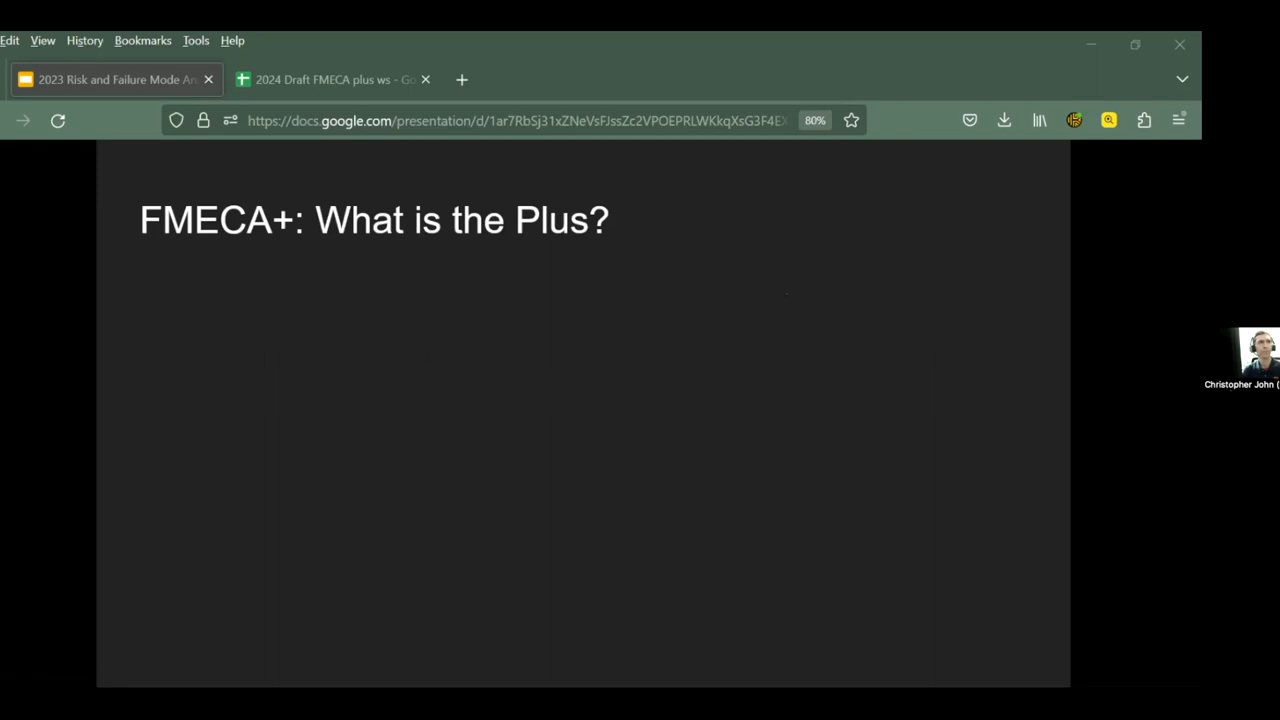 Edit View History Bookmarks Tools Help
2023 Risk and Failure Mode An
2024 Draft FMECA plus ws - Go
https://docs.google.com/presentation/d/1ar7RbSj31xZNeVsFJssZc2VPOEPRLWKkqXsG3F4EX
80%
FMECA+: What is the Plus?
Christopher John (